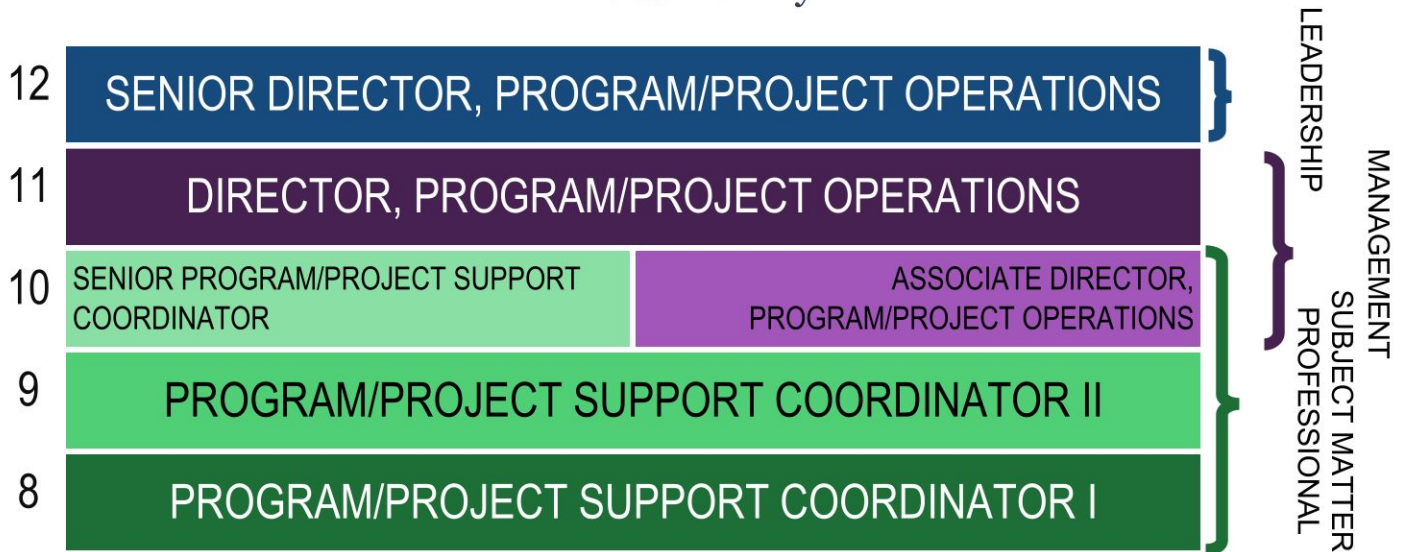 12
SENIOR DIRECTOR, PROGRAM/PROJECT OPERATIONS
LEADERSHIP
11
DIRECTOR, PROGRAM/PROJECT OPERATIONS
MANAGEMENT
10
SENIOR PROGRAM/PROJECT SUPPORT
COORDINATOR
ASSOCIATE DIRECTOR,
PROGRAM/PROJECT OPERATIONS
SUBJECT MATTER
PROFESSIONAL
9
PROGRAM/PROJECT SUPPORT COORDINATOR II
8
PROGRAM/PROJECT SUPPORT COORDINATOR I